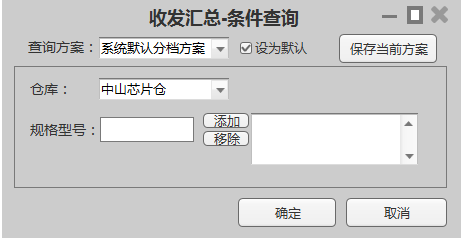 收发汇总-条件查询
查询方案：系统默认分档方案 设为默认 保存当前方案
仓库： 中山芯片仓
规格型号： 添加
移除
确定 取消